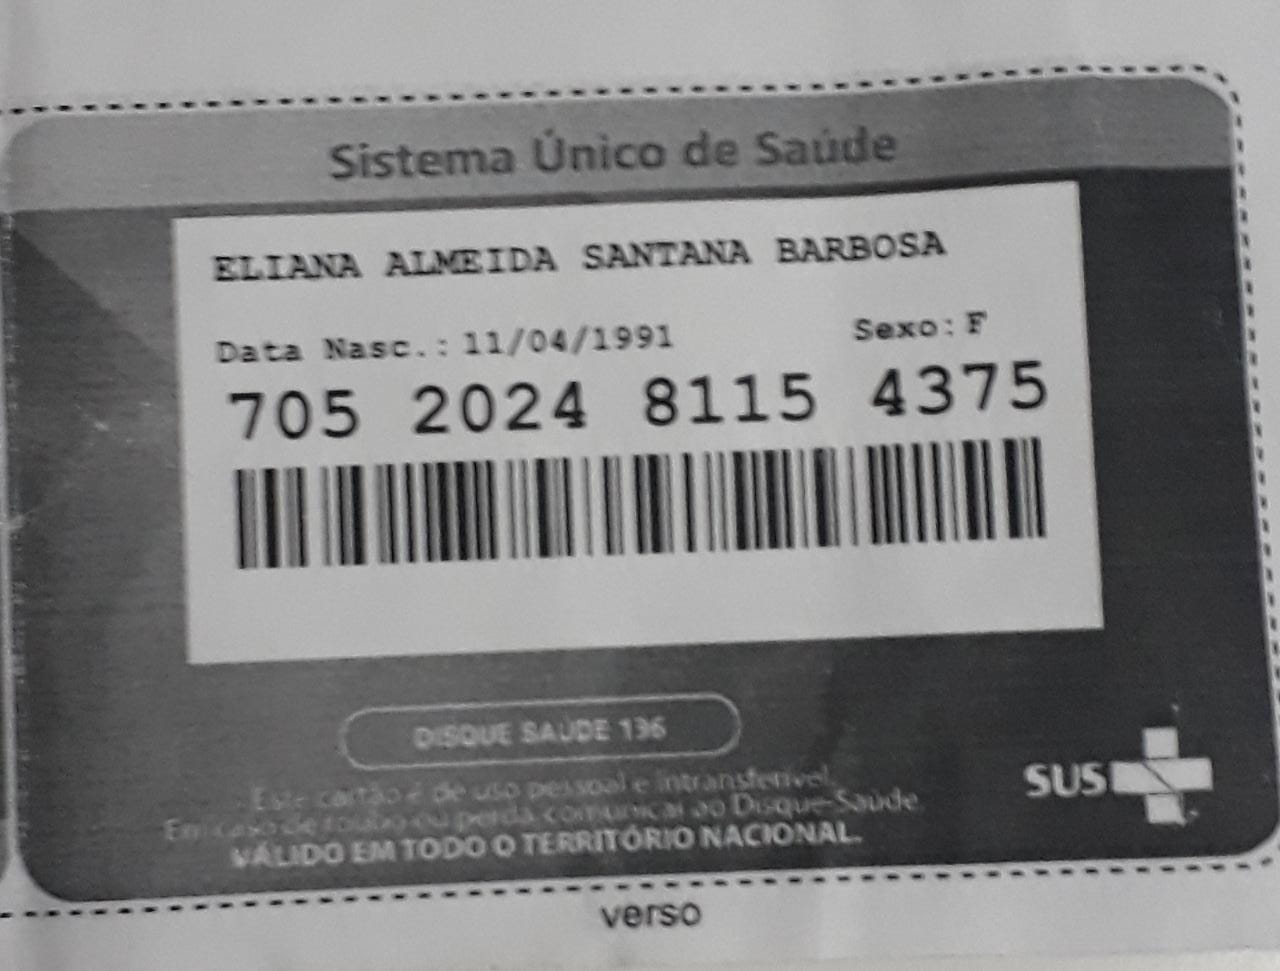 Sistema Único de Saúde
ELIANA ALMEIDA SANTANA BARBOSA
Data Nasc.: 11/04/1991 Sexo: F
705 2024 8115 4375
DISQUE SAÚDE 136
Este cartão é de uso pessoal e intransferível.
Em caso de roubo ou perda comunicar ao Disque-Saúde.
VÁLIDO EM TODO O TERRITÓRIO NACIONAL.
SUS
verso